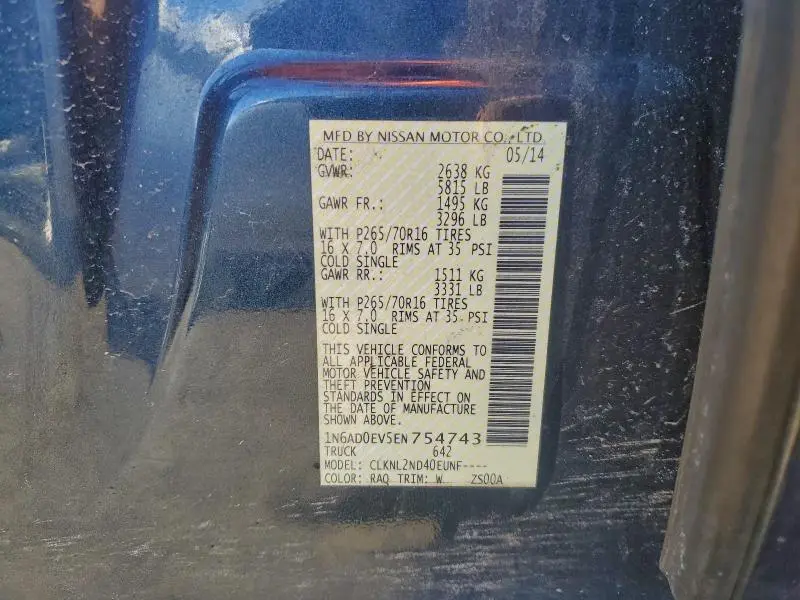 MFD BY NISSAN MOTOR CO., LTD
DATE: 05/14
GVWR: 2638 KG
5815 LB
GAWR FR.: 1495 KG
3296 LB
WITH P265/70R16 TIRES
16 X 7.0 RIMS AT 35 PSI
COLD SINGLE
GAWR RR.: 1511 KG
3331 LB
WITH P265/70R16 TIRES
16 X 7.0 RIMS AT 35 PSI
COLD SINGLE
THIS VEHICLE CONFORMS TO
ALL APPLICABLE FEDERAL
MOTOR VEHICLE SAFETY AND
THEFT PREVENTION
STANDARDS IN EFFECT ON
THE DATE OF MANUFACTURE
SHOWN ABOVE.
1N6AD0EV5EN754743
TRUCK 642
MODEL: CLKNL2ND40EUNF----
COLOR: RAQ TRIM: W ZS00A